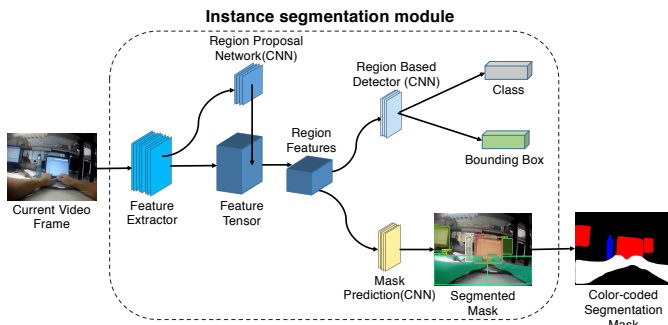 Instance segmentation module
Region Proposal
Network(CNN)
Region Based
Detector (CNN)
Class
Region
Features
Bounding Box
Current Video
Frame
Feature
Extractor
Feature
Tensor
Mask
Prediction(CNN)
Segmented
Mask
Color-coded
Segmentation
Mask